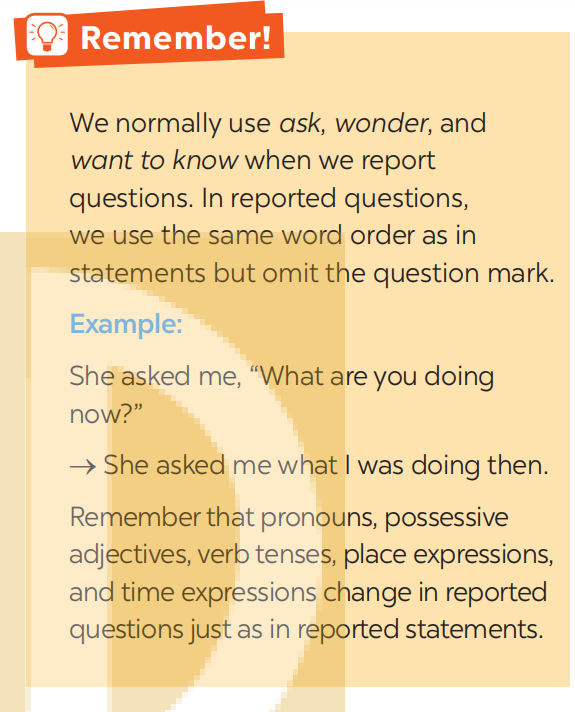 Remember!
We normally use ask, wonder, and
want to know when we report
questions. In reported questions,
we use the same word order as in
statements but omit the question mark.
Example:
She asked me, “What are you doing
now?”
→ She asked me what I was doing then.
Remember that pronouns, possessive
adjectives, verb tenses, place expressions,
and time expressions change in reported
questions just as in reported statements.